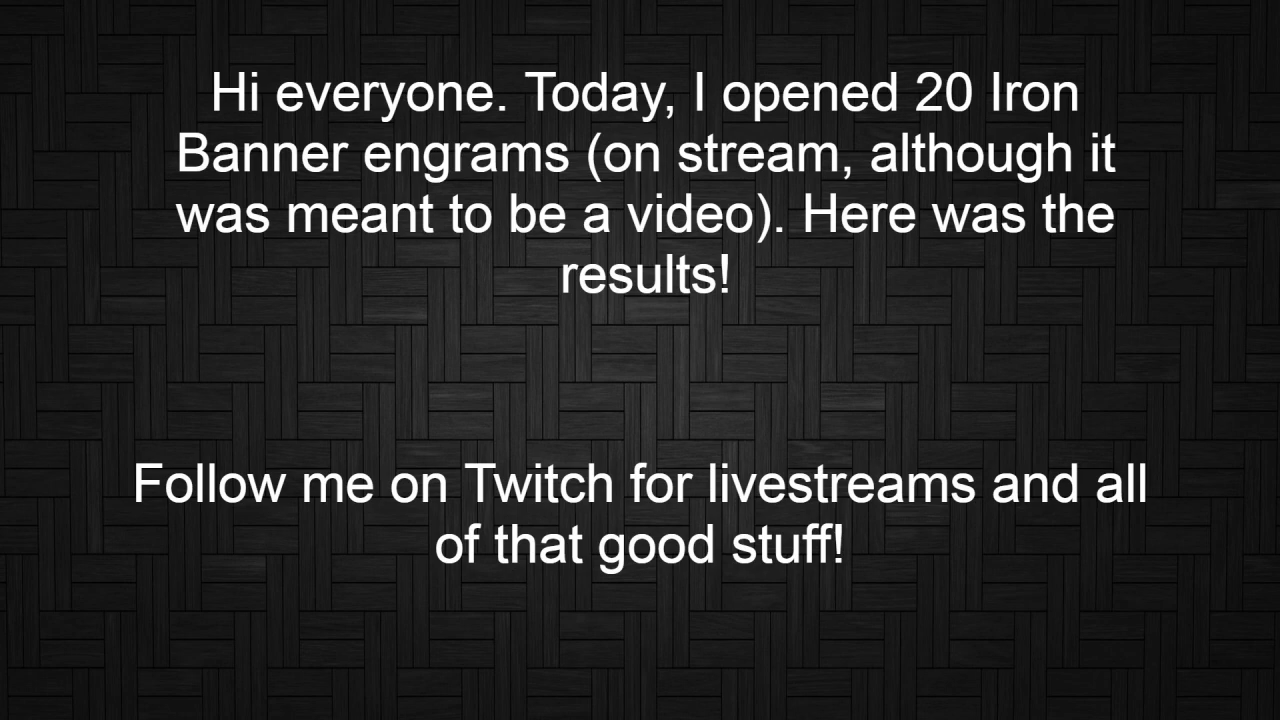 Hi everyone. Today, I opened 20 Iron
Banner engrams (on stream, although it
was meant to be a video). Here was the
results!
Follow me on Twitch for livestreams and all
of that good stuff!